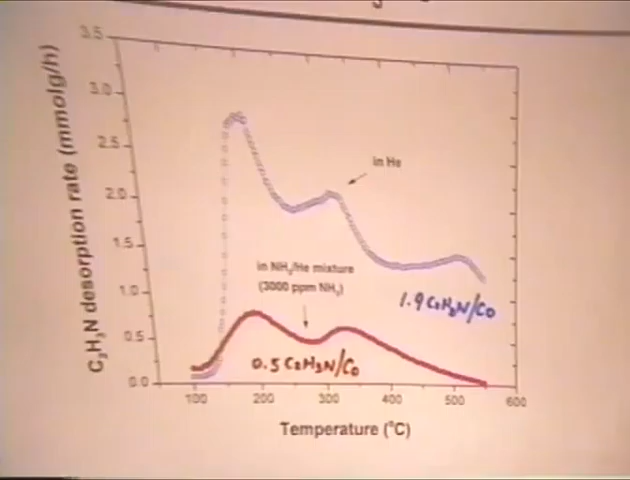 3.5
3.0
2.5
2.0
1.5
1.0
0.5
0.0
C₂H₃N desorption rate (mmolg/h)
in He
in NH₃/He mixture
(3000 ppm NH₃)
1.9 C₂H₃N/Co
0.5 C₂H₃N/Co
100 200 300 400 500 600
Temperature (°C)